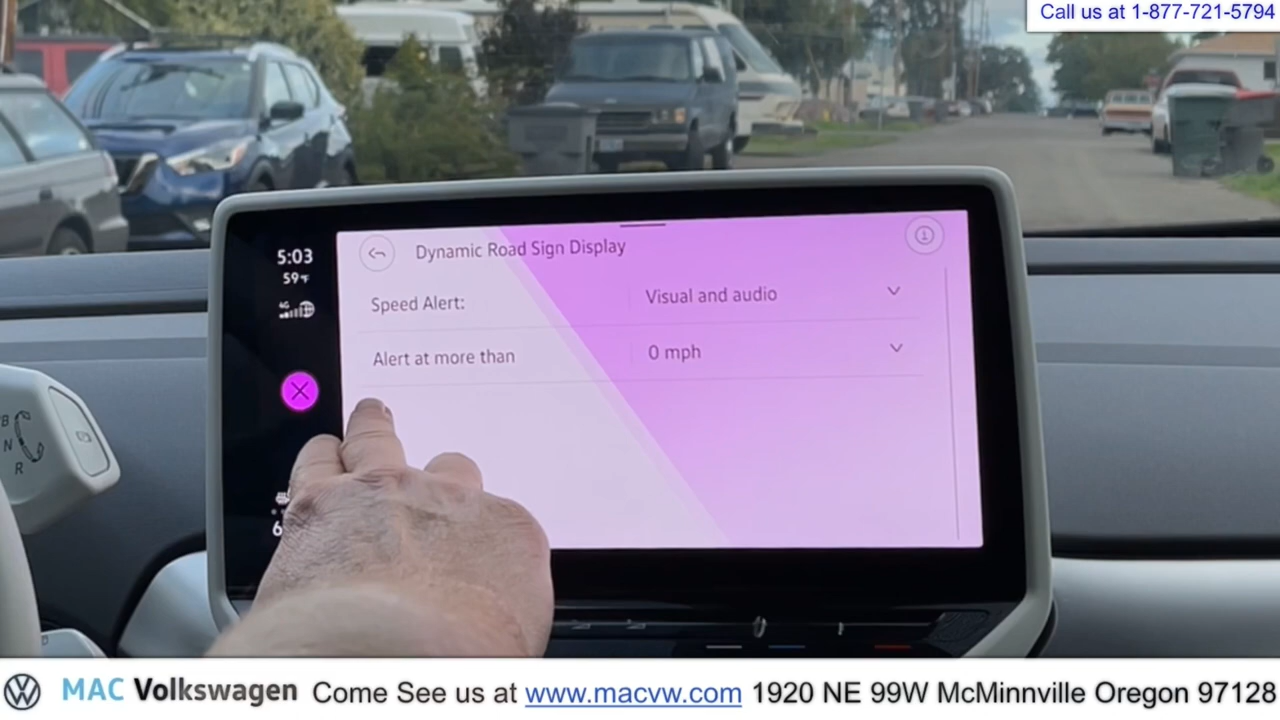 Call us at 1-877-721-5794
5:03
59°F
4G
Dynamic Road Sign Display
Speed Alert:
Visual and audio
Alert at more than
0 mph
B
N
R
6
MAC Volkswagen Come See us at www.macvw.com 1920 NE 99W McMinnville Oregon 97128